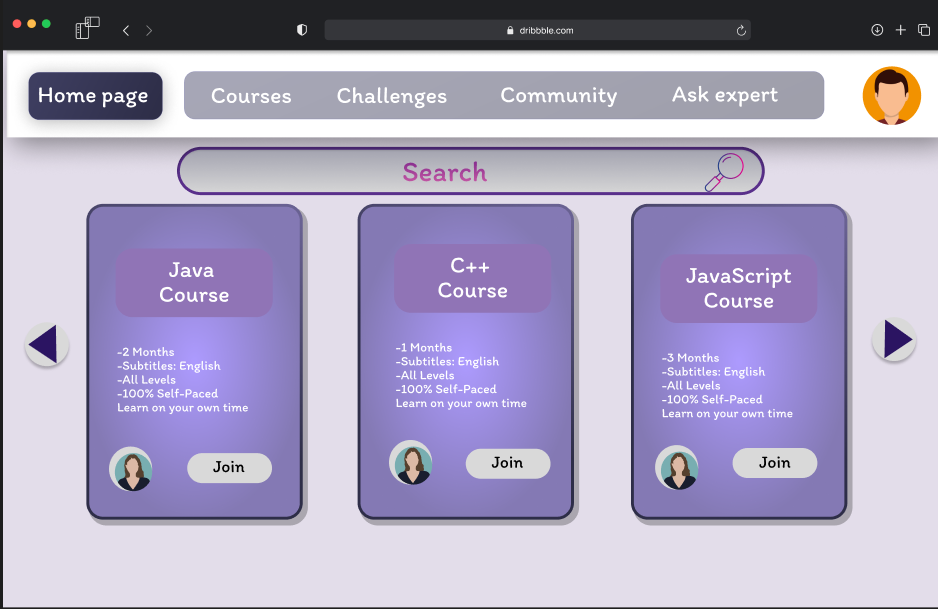 dribbble.com
Home page
Courses
Challenges
Community
Ask expert
Search
Java
Course
-2 Months
-Subtitles: English
-All Levels
-100% Self-Paced
Learn on your own time
Join
C++
Course
-1 Months
-Subtitles: English
-All Levels
-100% Self-Paced
Learn on your own time
Join
JavaScript
Course
-3 Months
-Subtitles: English
-All Levels
-100% Self-Paced
Learn on your own time
Join